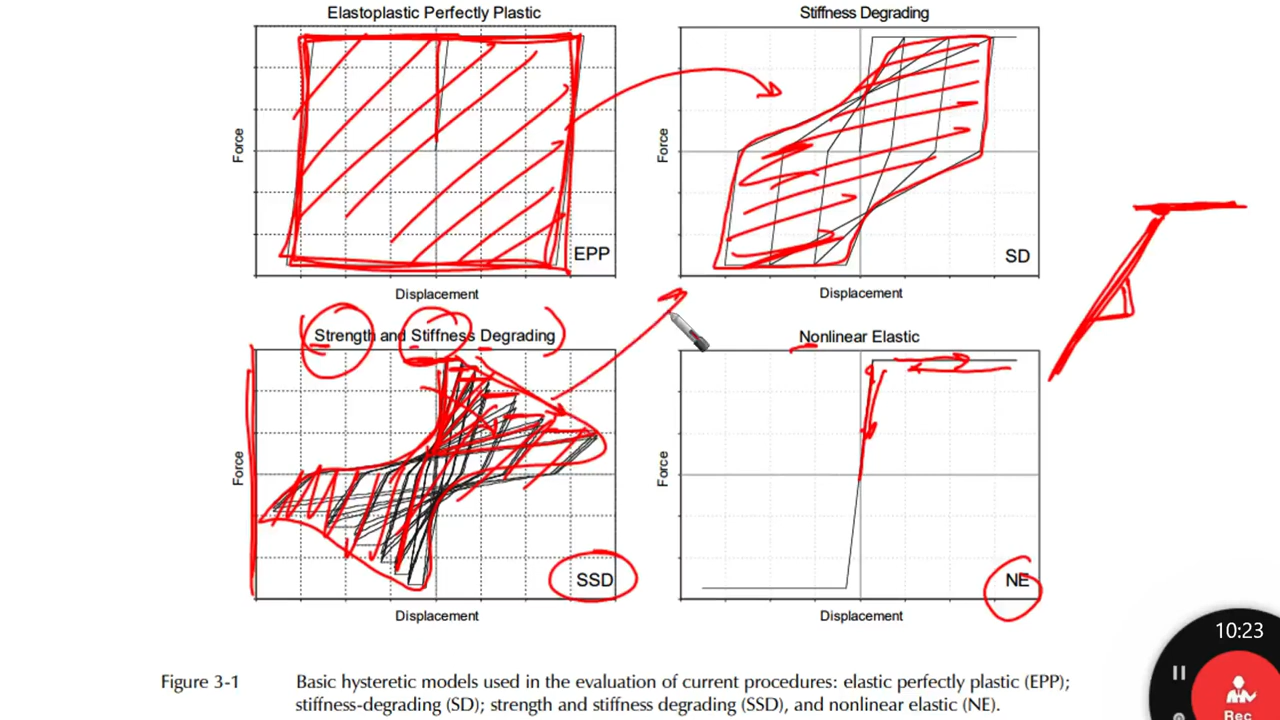 Elastoplastic Perfectly Plastic
Force
EPP
Displacement
Stiffness Degrading
Force
SD
Displacement
Strength and Stiffness Degrading
Force
SSD
Displacement
Nonlinear Elastic
Force
NE
Displacement
10:23
Rec
Figure 3-1 Basic hysteretic models used in the evaluation of current procedures: elastic perfectly plastic (EPP);
stiffness-degrading (SD); strength and stiffness degrading (SSD), and nonlinear elastic (NE).